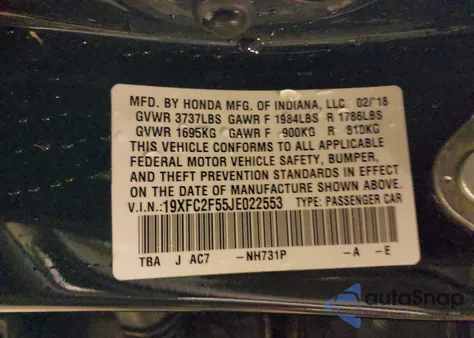 MFD. BY HONDA MFG. OF INDIANA, LLC 02/18
GVWR 3737LBS GAWR F 1984LBS R 1786LBS
GVWR 1695KG GAWR F 900KG R 810KG
THIS VEHICLE CONFORMS TO ALL APPLICABLE
FEDERAL MOTOR VEHICLE SAFETY, BUMPER,
AND THEFT PREVENTION STANDARDS IN EFFECT
ON THE DATE OF MANUFACTURE SHOWN ABOVE.
V.I.N.: 19XFC2F55JE022553 TYPE: PASSENGER CAR
TBA J AC7 -NH731P -A -E
autoSnap